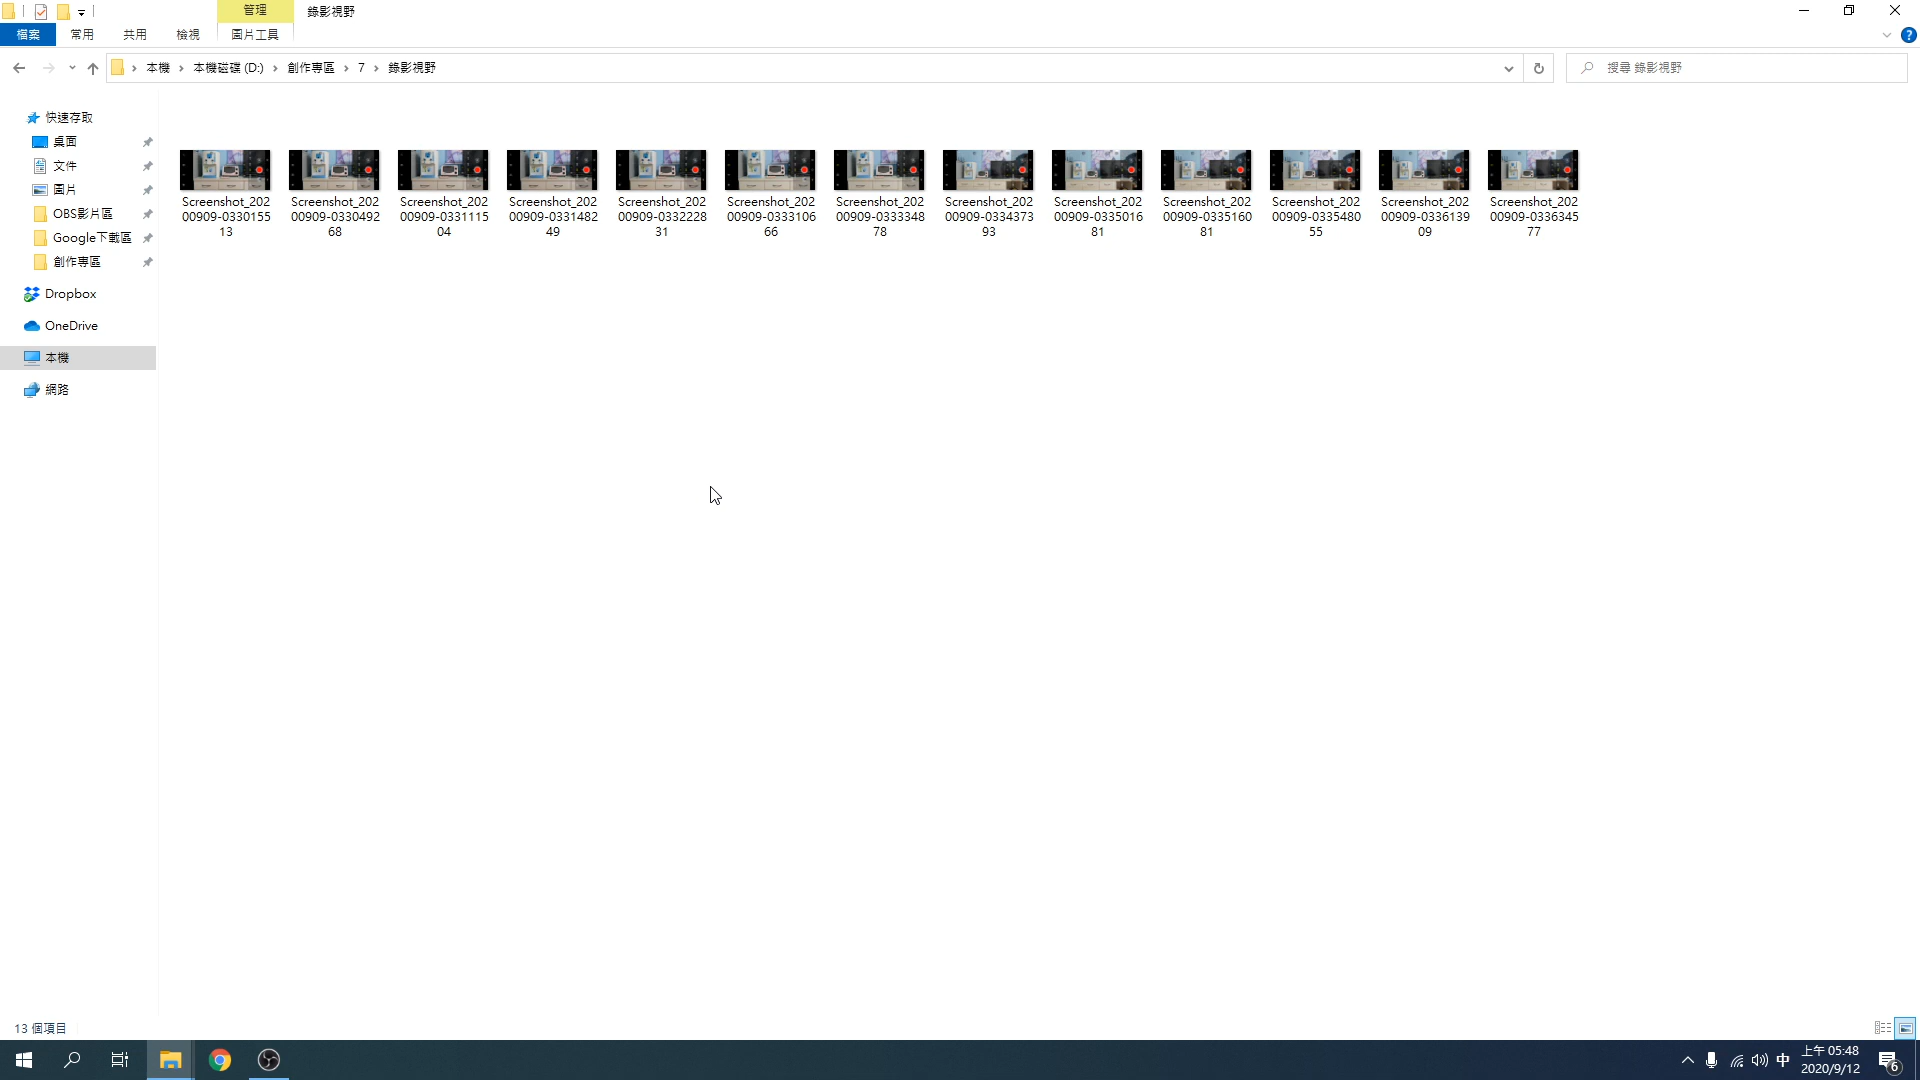 管理
錄影視野
檔案
常用
共用
檢視
圖片工具
本機
本機磁碟 (D:)
創作專區
7
錄影視野
搜尋 錄影視野
快速存取
桌面
文件
圖片
OBS影片區
Google下載區
創作專區
Dropbox
OneDrive
本機
網路
Screenshot_202
00909-0330155
13
Screenshot_202
00909-0330492
68
Screenshot_202
00909-0331115
04
Screenshot_202
00909-0331482
49
Screenshot_202
00909-0332228
31
Screenshot_202
00909-0333106
66
Screenshot_202
00909-0333348
78
Screenshot_202
00909-0334373
93
Screenshot_202
00909-0335016
81
Screenshot_202
00909-0335160
81
Screenshot_202
00909-0335480
55
Screenshot_202
00909-0336139
09
Screenshot_202
00909-0336345
77
13 個項目
中
上午 05:48
2020/9/12
6